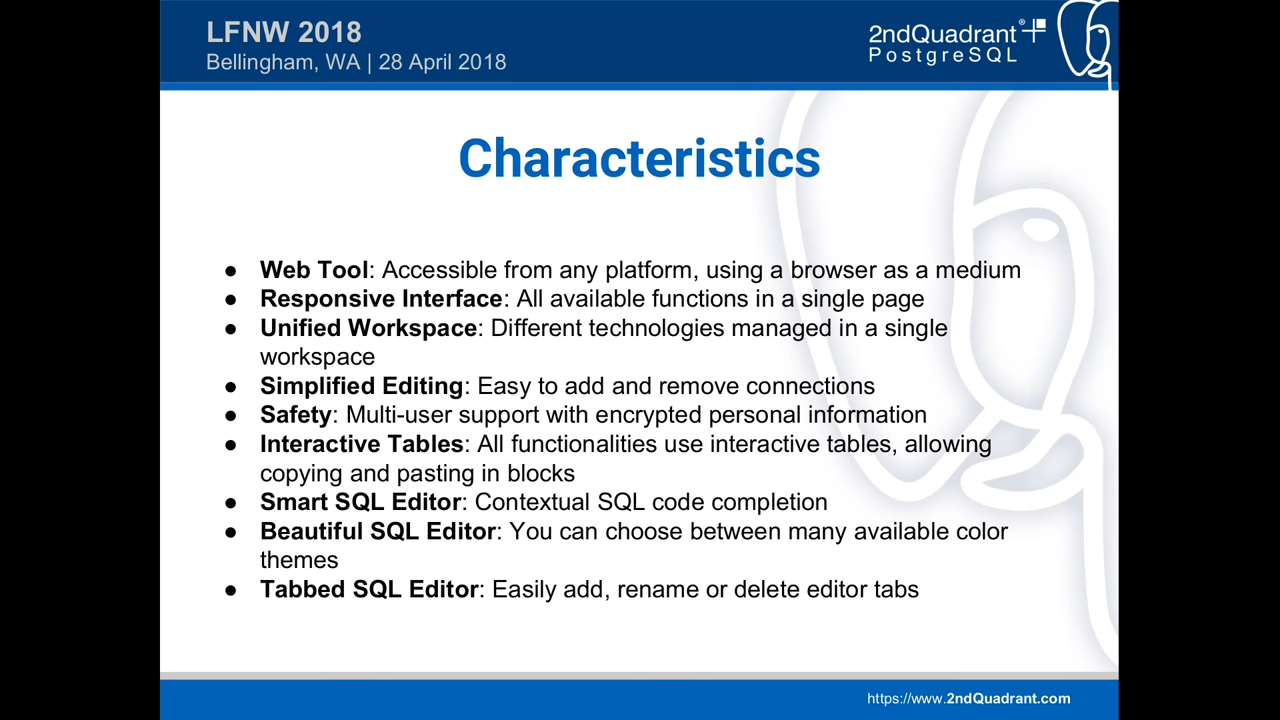 LFNW 2018
Bellingham, WA | 28 April 2018
2ndQuadrant®
PostgreSQL
Characteristics
● Web Tool: Accessible from any platform, using a browser as a medium
● Responsive Interface: All available functions in a single page
● Unified Workspace: Different technologies managed in a single
workspace
● Simplified Editing: Easy to add and remove connections
● Safety: Multi-user support with encrypted personal information
● Interactive Tables: All functionalities use interactive tables, allowing
copying and pasting in blocks
● Smart SQL Editor: Contextual SQL code completion
● Beautiful SQL Editor: You can choose between many available color
themes
● Tabbed SQL Editor: Easily add, rename or delete editor tabs
https://www.2ndQuadrant.com